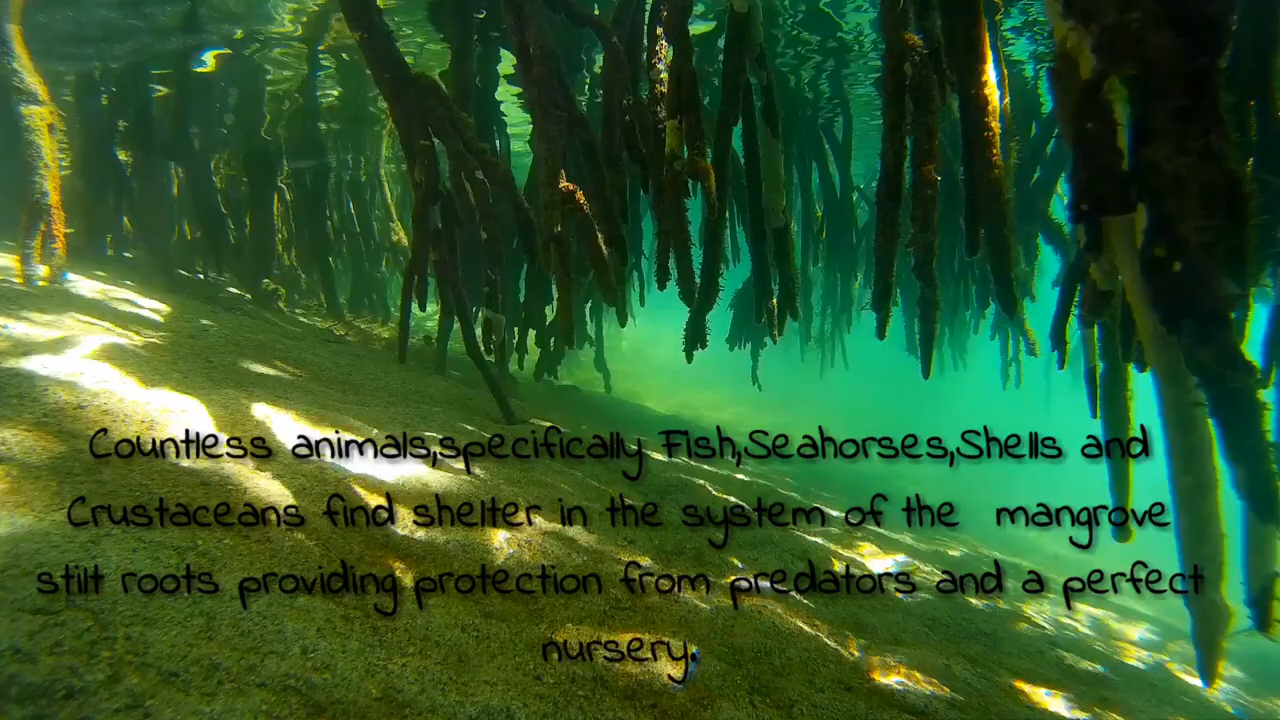 Countless animals,specifically Fish,Seahorses,Shells and
Crustaceans find shelter in the system of the  mangrove
stilt roots providing protection from predators and a perfect
nursery.